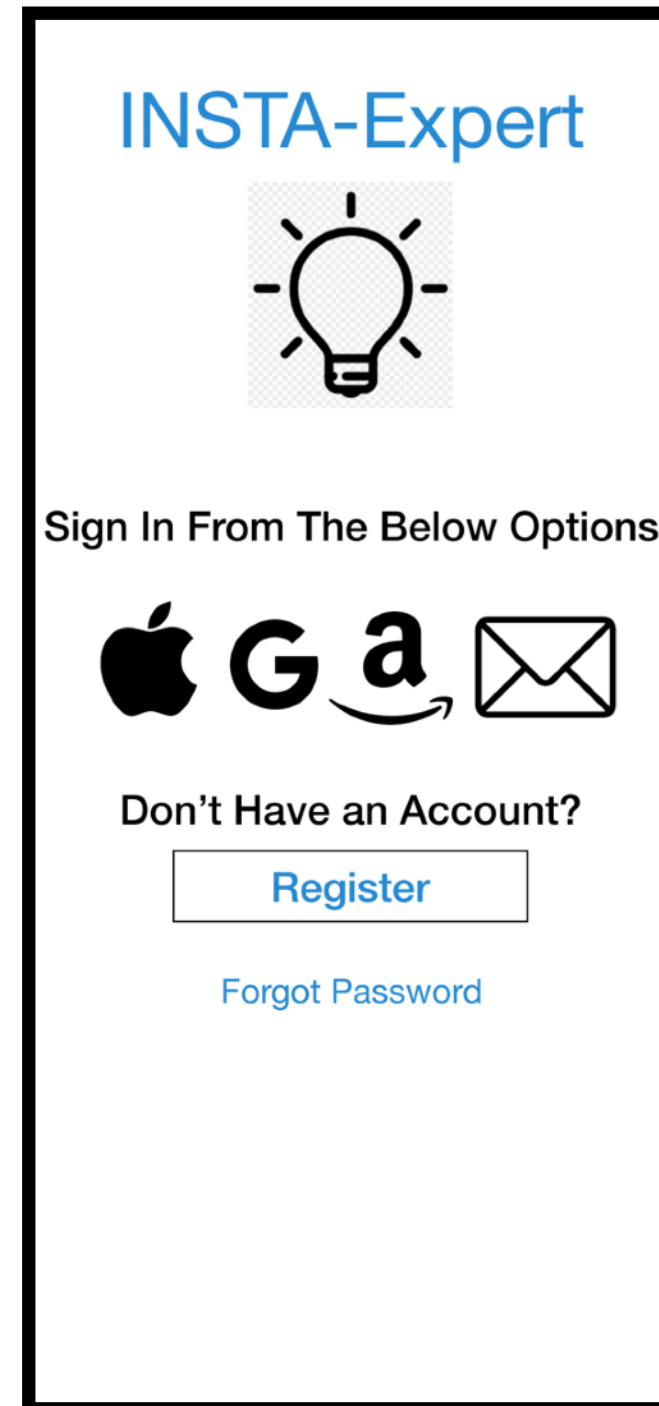 INSTA-Expert
Sign In From The Below Options
Don’t Have an Account?
Register
Forgot Password